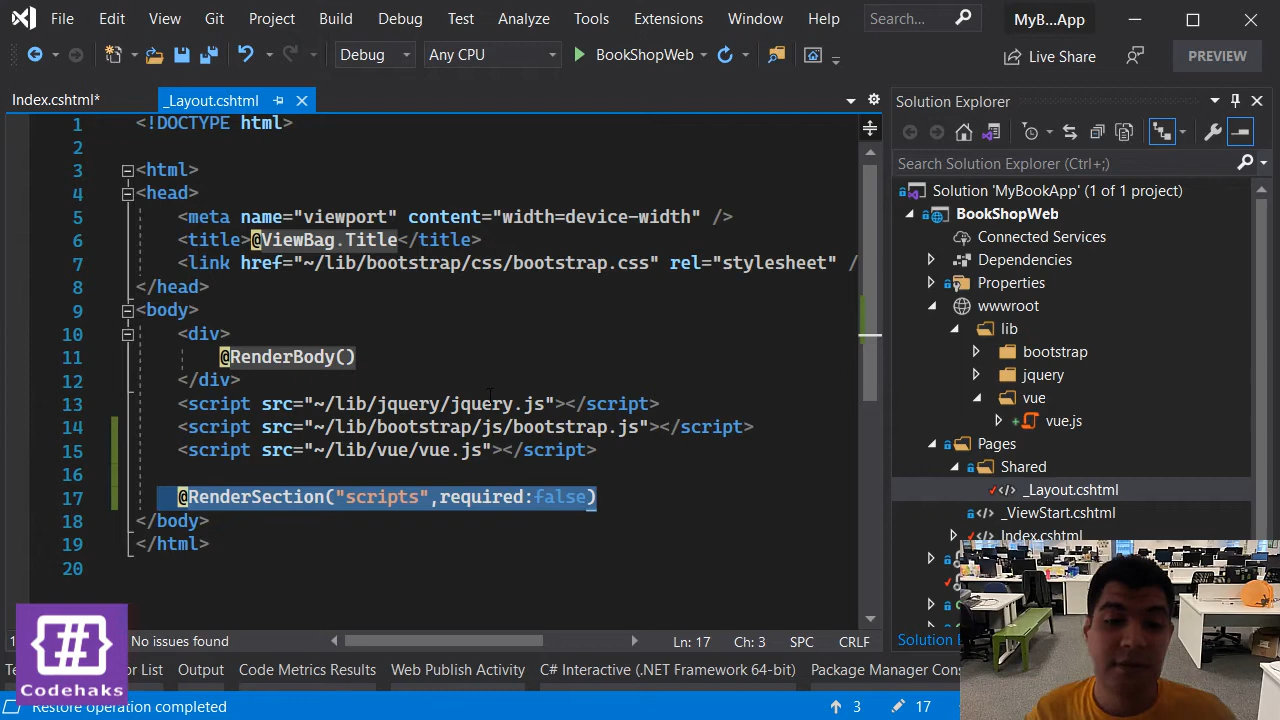 File Edit View Git Project Build Debug Test Analyze Tools Extensions Window Help Search... MyB...App
Debug Any CPU BookShopWeb Live Share PREVIEW
Index.cshtml* _Layout.cshtml
1 <!DOCTYPE html>
2
3 <html>
4 <head>
5 <meta name="viewport" content="width=device-width" />
6 <title>@ViewBag.Title</title>
7 <link href="~/lib/bootstrap/css/bootstrap.css" rel="stylesheet" /
8 </head>
9 <body>
10 <div>
11 @RenderBody()
12 </div>
13 <script src="~/lib/jquery/jquery.js"></script>
14 <script src="~/lib/bootstrap/js/bootstrap.js"></script>
15 <script src="~/lib/vue/vue.js"></script>
16
17 @RenderSection("scripts",required:false)
18 </body>
19 </html>
20
Solution Explorer
Search Solution Explorer (Ctrl+;)
Solution 'MyBookApp' (1 of 1 project)
BookShopWeb
Connected Services
Dependencies
Properties
wwwroot
lib
bootstrap
jquery
vue
vue.js
Pages
Shared
_Layout.cshtml
_ViewStart.cshtml
Index.cshtml
No issues found Ln: 17 Ch: 3 SPC CRLF
Solution E
List Output Code Metrics Results Web Publish Activity C# Interactive (.NET Framework 64-bit) Package Manager Con
Restore operation completed 3 17
#
Codehaks